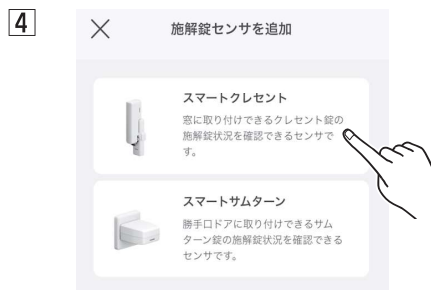 4
施解錠センサを追加
スマートクレセント
窓に取り付けできるクレセント錠の
施解錠状況を確認できるセンサで
す。
スマートサムターン
勝手口ドアに取り付けできるサム
ターン錠の施解錠状況を確認できる
センサです。